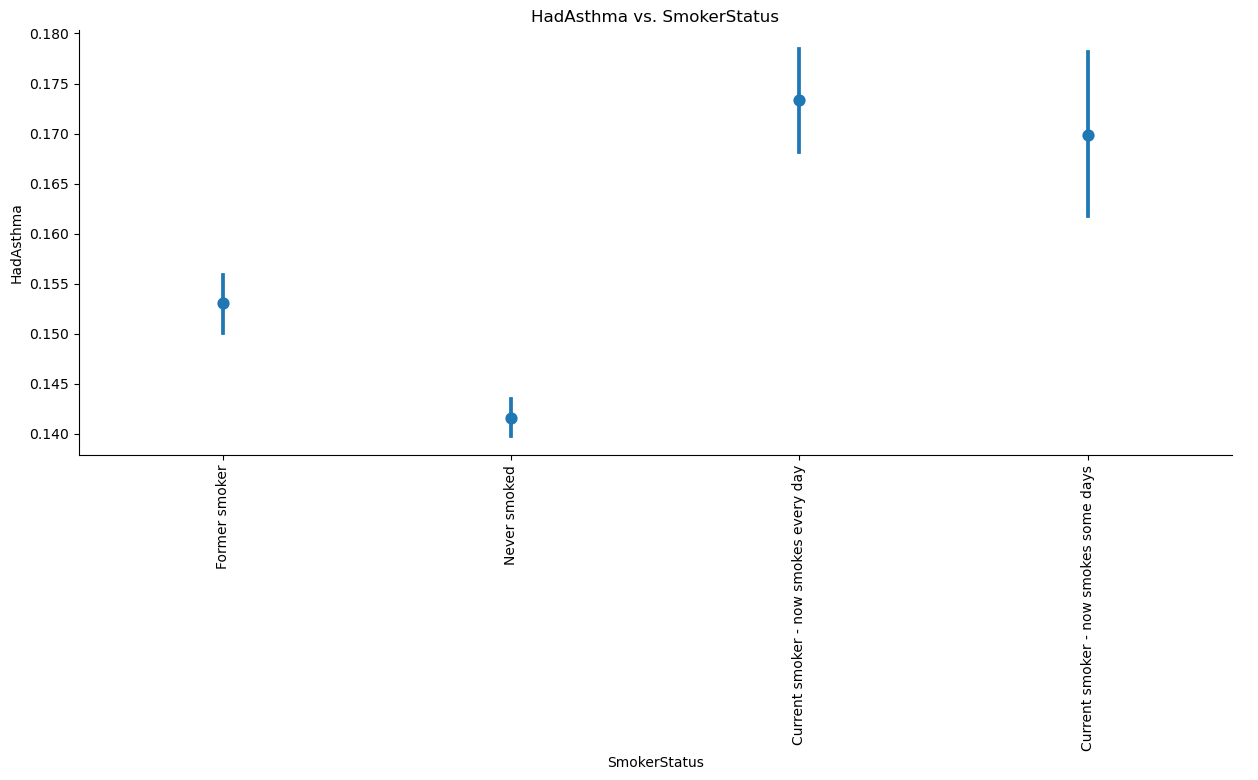 HadAsthma vs. SmokerStatus
0.180
0.175
0.170
0.165
0.160
0.155
0.150
0.145
0.140
HadAsthma
Former smoker
Never smoked
Current smoker - now smokes every day
Current smoker - now smokes some days
SmokerStatus